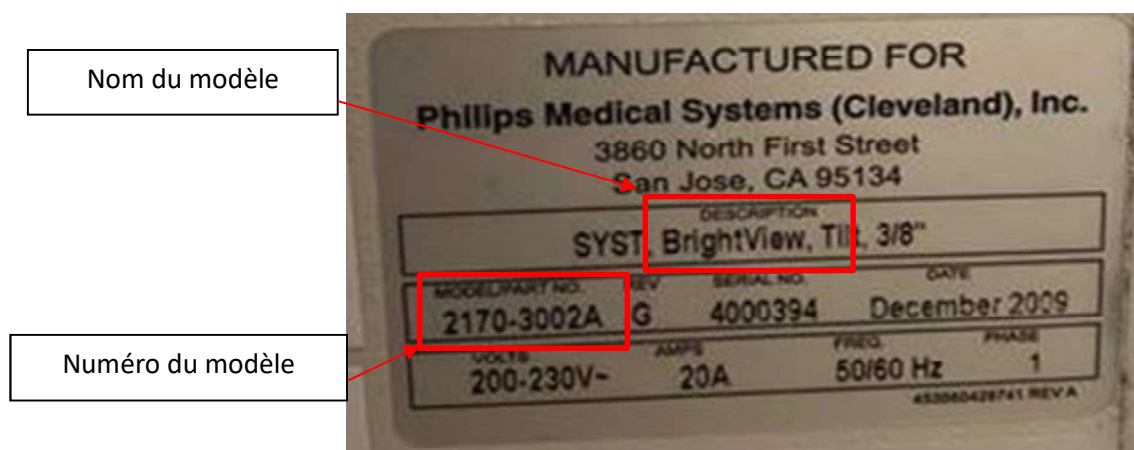 Nom du modèle
MANUFACTURED FOR
Philips Medical Systems (Cleveland), Inc.
3860 North First Street
San Jose, CA 95134
DESCRIPTION
SYST, BrightView, Tilt, 3/8"
MODEL/PART NO. REV SERIAL NO. DATE
2170-3002A G 4000394 December 2009
Numéro du modèle
VOLTS AMPS FREQ. PHASE
200-230V~ 20A 50/60 Hz 1
REV A